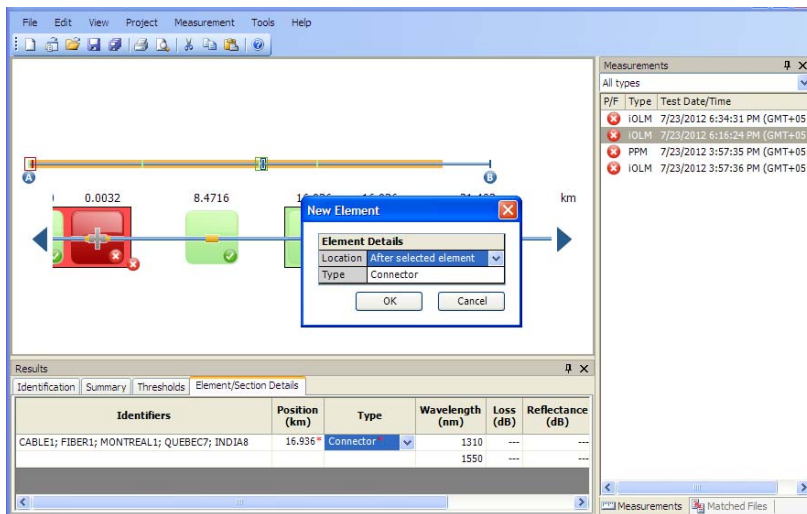 File Edit View Project Measurement Tools Help
Measurements
All types
P/F Type Test Date/Time
iOLM 7/23/2012 6:34:31 PM (GMT+05
iOLM 7/23/2012 6:16:24 PM (GMT+05
PPM 7/23/2012 3:57:35 PM (GMT+05
iOLM 7/23/2012 3:57:36 PM (GMT+05
A B
0.0032 8.4716 km
New Element
Element Details
Location After selected element
Type Connector
OK Cancel
Results
Identification Summary Thresholds Element/Section Details
Identifiers Position (km) Type Wavelength (nm) Loss (dB) Reflectance (dB)
CABLE1; FIBER1; MONTREAL1; QUEBEC7; INDIA8 16.936* Connector* 1310 --- ---
1550 --- ---
Measurements Matched Files